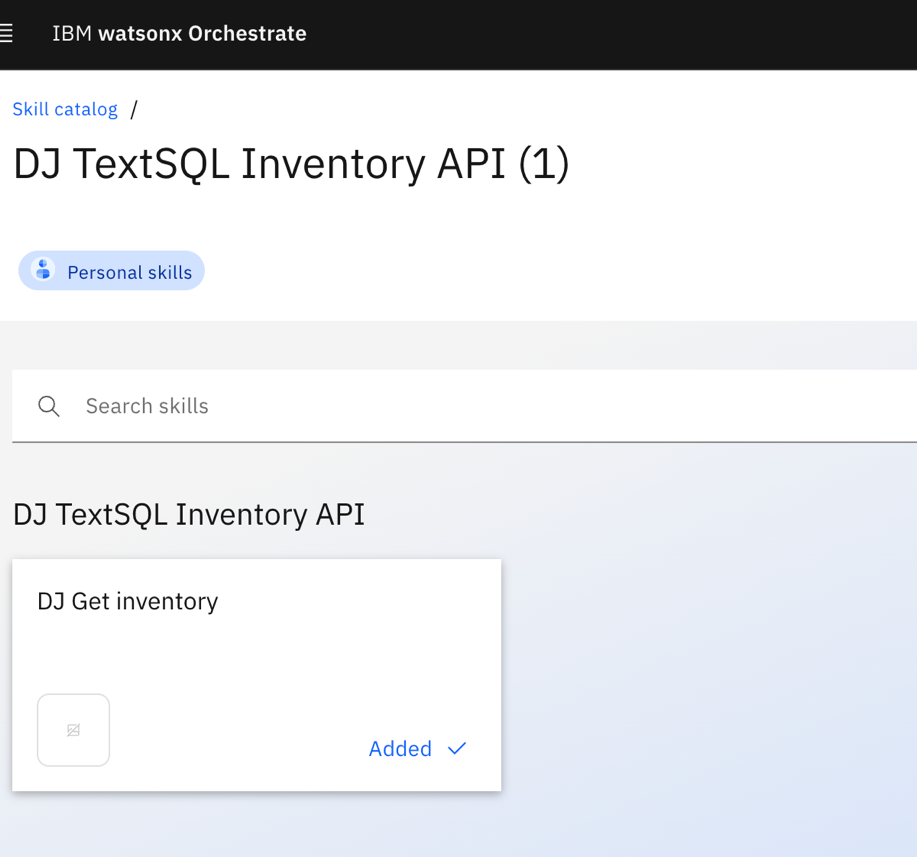 IBM watsonx Orchestrate
Skill catalog /
DJ TextSQL Inventory API (1)
Personal skills
Search skills
DJ TextSQL Inventory API
DJ Get inventory
Added